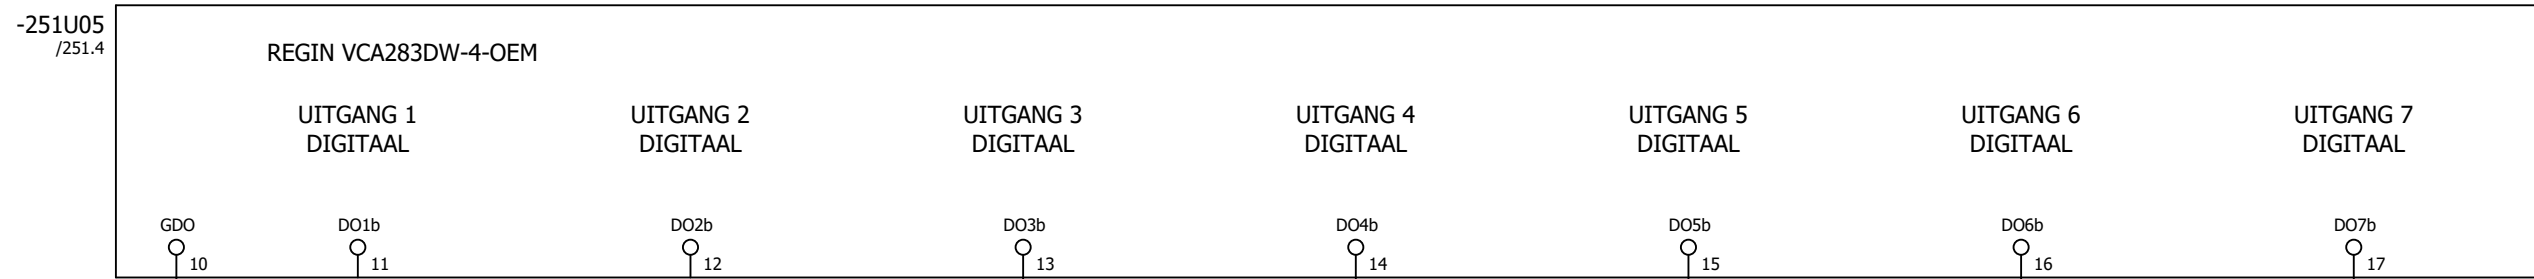 -251U05
/251.4
REGIN VCA283DW-4-OEM
UITGANG 1 UITGANG 2 UITGANG 3 UITGANG 4 UITGANG 5 UITGANG 6 UITGANG 7
DIGITAAL DIGITAAL DIGITAAL DIGITAAL DIGITAAL DIGITAAL DIGITAAL
GDO DO1b DO2b DO3b DO4b DO5b DO6b DO7b
10 11 12 13 14 15 16 17